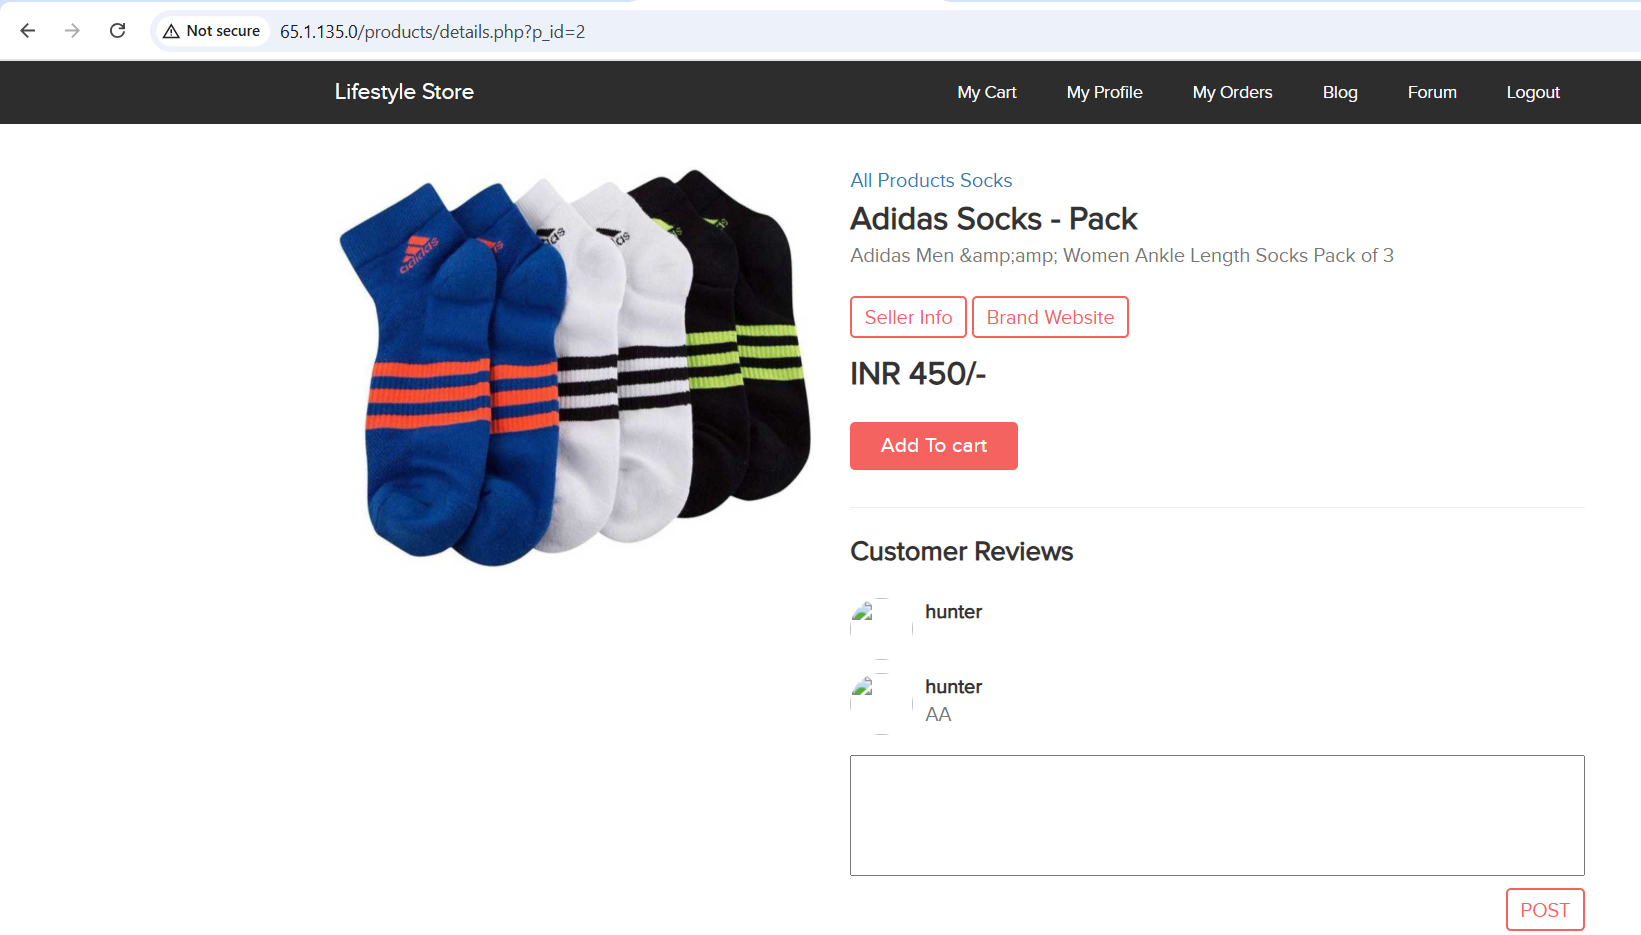 Not secure 65.1.135.0/products/details.php?p_id=2
Lifestyle Store My Cart My Profile My Orders Blog Forum Logout
All Products Socks
Adidas Socks - Pack
Adidas Men &amp;amp; Women Ankle Length Socks Pack of 3
Seller Info Brand Website
INR 450/-
Add To cart
Customer Reviews
hunter
hunter
AA
POST
adidas